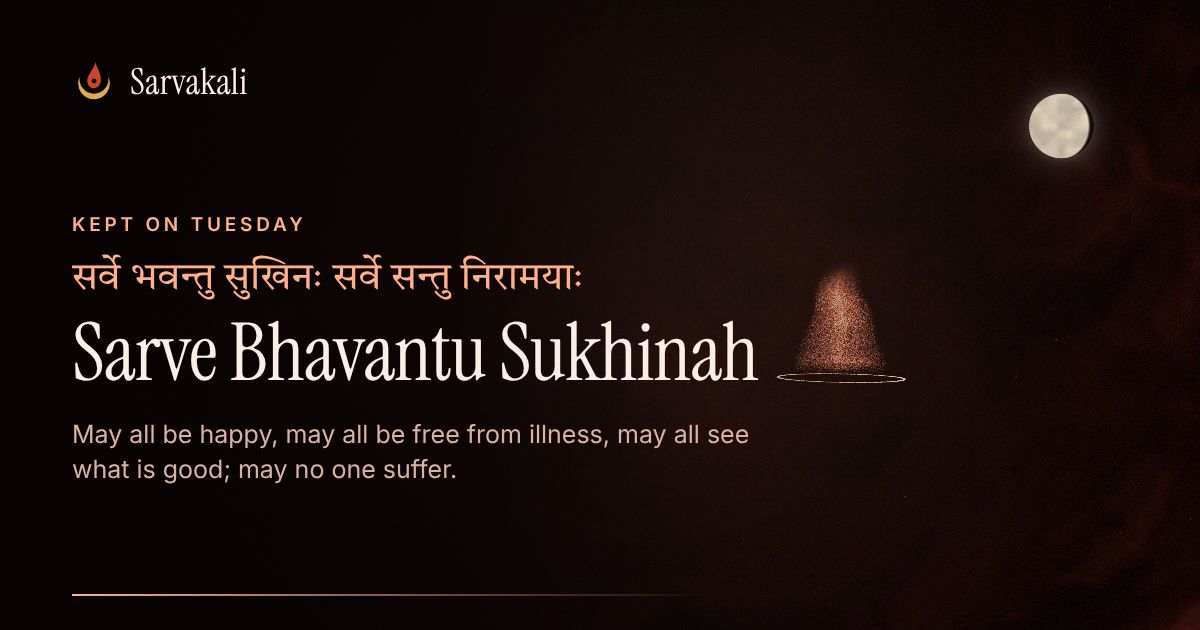 Sarvakali
KEPT ON TUESDAY
सर्वे भवन्तु सुखिनः सर्वे सन्तु निरामयाः
Sarve Bhavantu Sukhinah
May all be happy, may all be free from illness, may all see
what is good; may no one suffer.